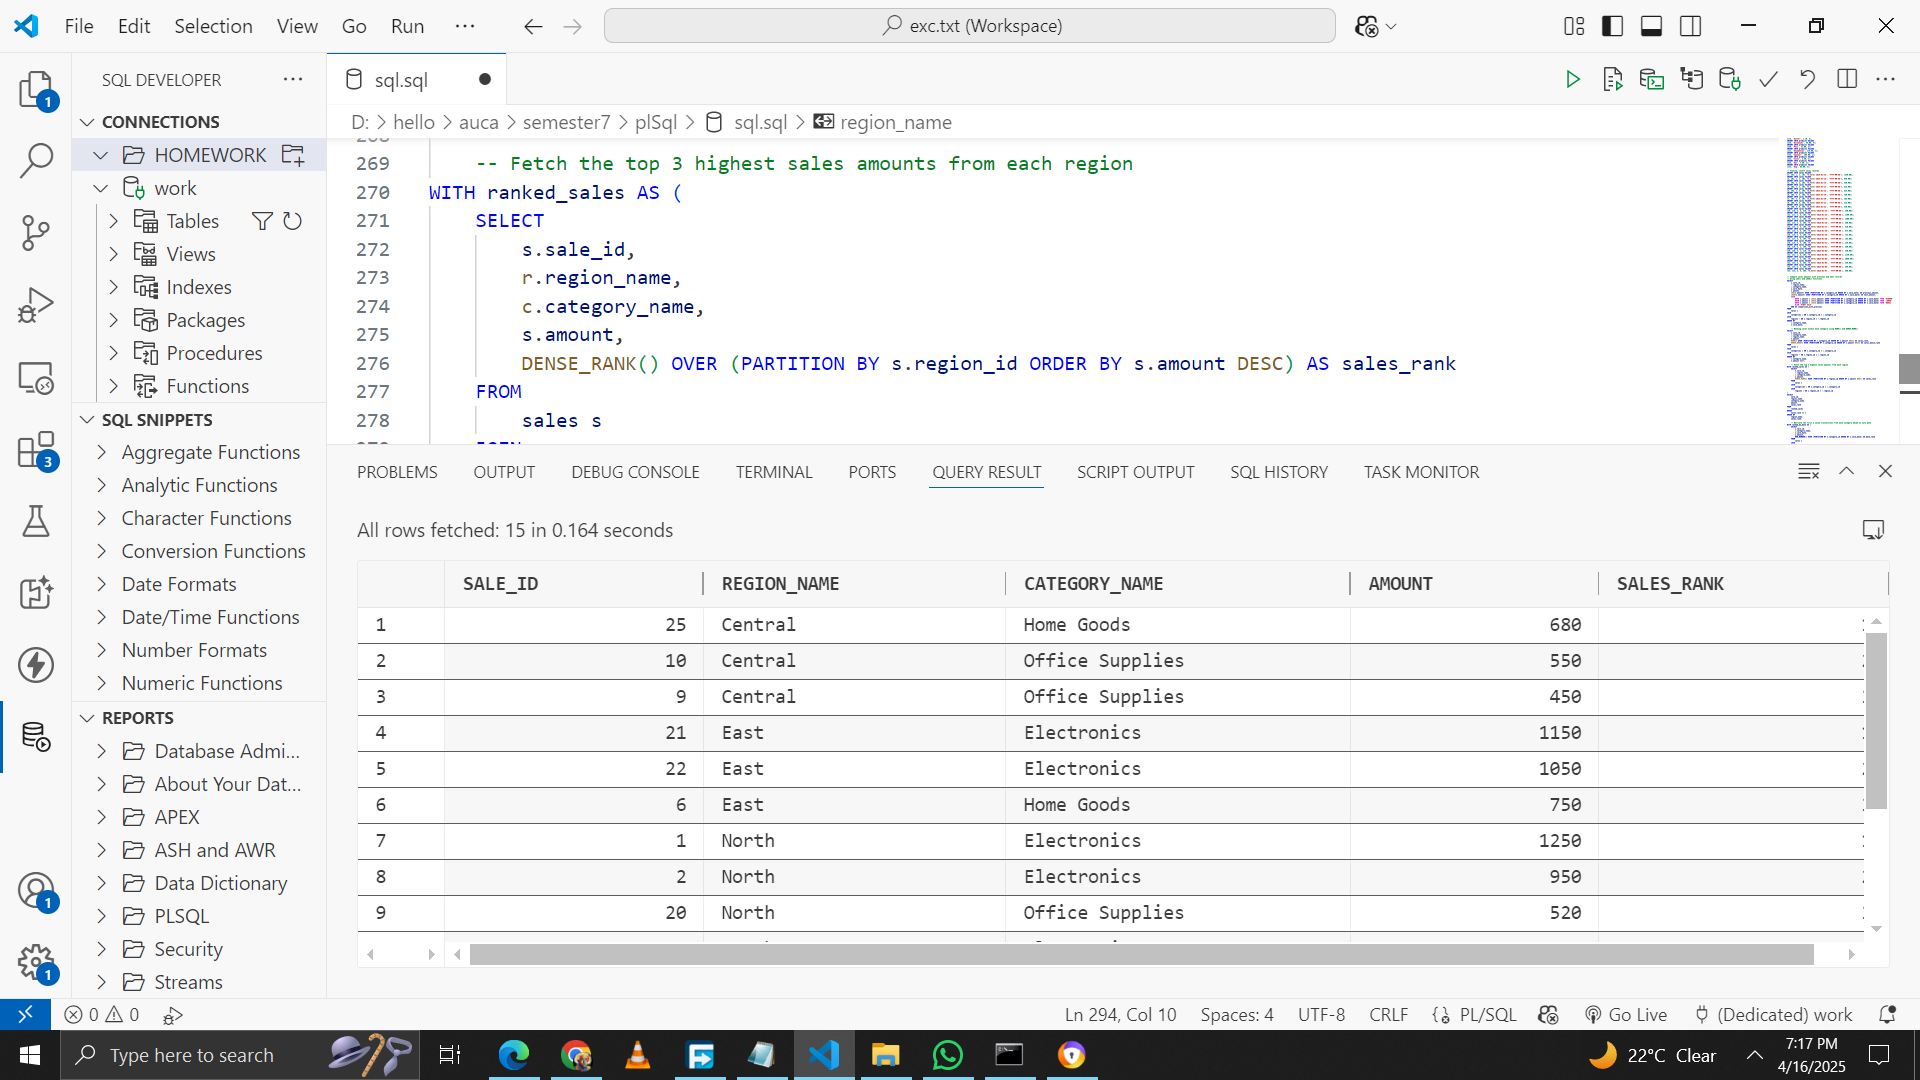 File Edit Selection View Go Run ···
exc.txt (Workspace)
SQL DEVELOPER
CONNECTIONS
HOMEWORK
work
Tables
Views
Indexes
Packages
Procedures
Functions
SQL SNIPPETS
Aggregate Functions
Analytic Functions
Character Functions
Conversion Functions
Date Formats
Date/Time Functions
Number Formats
Numeric Functions
REPORTS
Database Admi...
About Your Dat...
APEX
ASH and AWR
Data Dictionary
PLSQL
Security
Streams
1
3
1
1
sql.sql
D: > hello > auca > semester7 > plSql > sql.sql > region_name
269 -- Fetch the top 3 highest sales amounts from each region
270 WITH ranked_sales AS (
271 SELECT
272 s.sale_id,
273 r.region_name,
274 c.category_name,
275 s.amount,
276 DENSE_RANK() OVER (PARTITION BY s.region_id ORDER BY s.amount DESC) AS sales_rank
277 FROM
278 sales s
PROBLEMS OUTPUT DEBUG CONSOLE TERMINAL PORTS QUERY RESULT SCRIPT OUTPUT SQL HISTORY TASK MONITOR
All rows fetched: 15 in 0.164 seconds
SALE_ID REGION_NAME CATEGORY_NAME AMOUNT SALES_RANK
1 25 Central Home Goods 680
2 10 Central Office Supplies 550
3 9 Central Office Supplies 450
4 21 East Electronics 1150
5 22 East Electronics 1050
6 6 East Home Goods 750
7 1 North Electronics 1250
8 2 North Electronics 950
9 20 North Office Supplies 520
0 0 Ln 294, Col 10 Spaces: 4 UTF-8 CRLF PL/SQL Go Live (Dedicated) work
Type here to search
22°C Clear
7:17 PM
4/16/2025